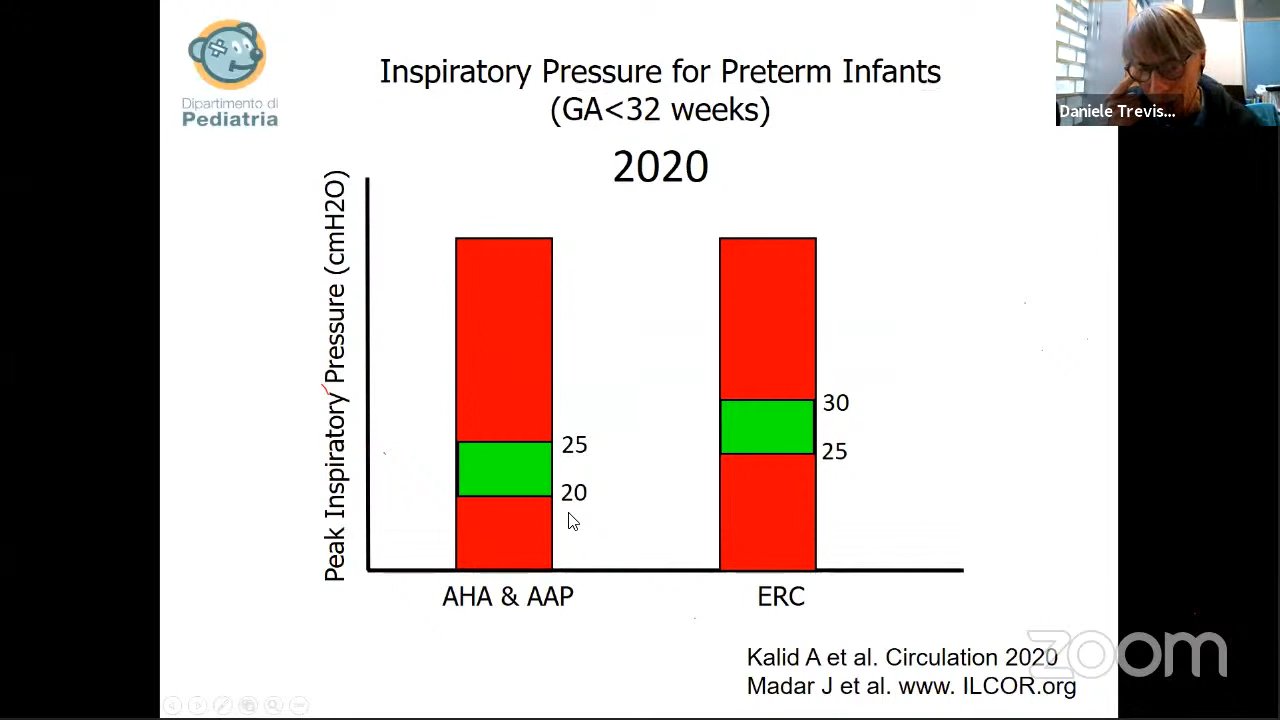 Dipartimento di
Pediatria
Inspiratory Pressure for Preterm Infants
(GA<32 weeks)
2020
Daniele Trevis...
Peak Inspiratory Pressure (cmH2O)
30
25
25
20
AHA & AAP
ERC
Kalid A et al. Circulation 2020
Madar J et al. www. ILCOR.org
zoom